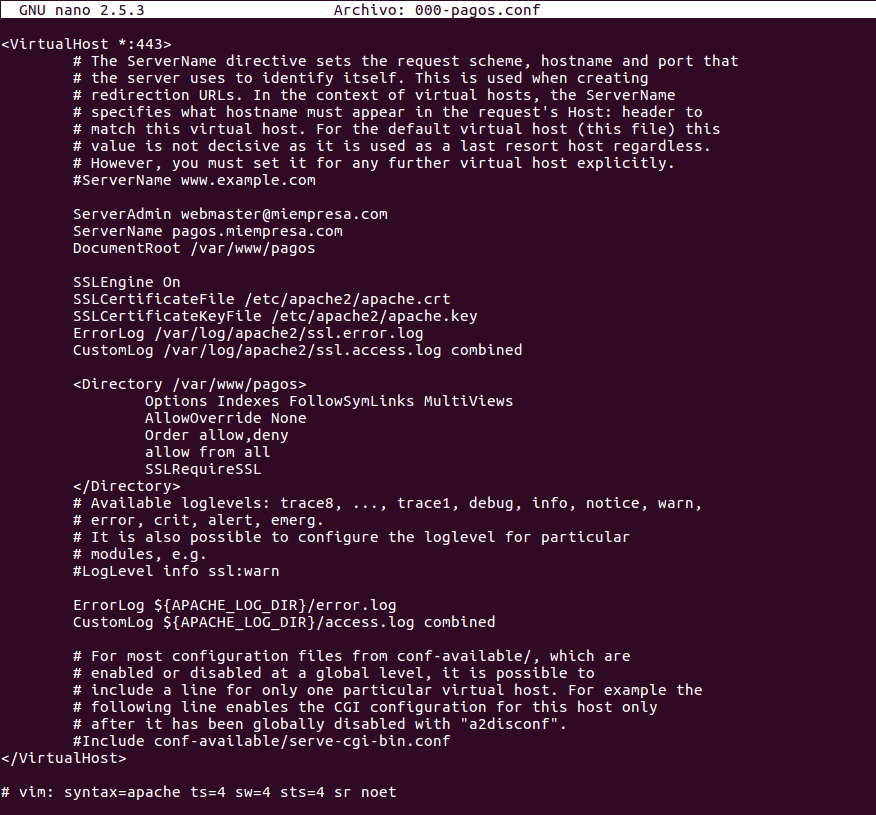 GNU nano 2.5.3 Archivo: 000-pagos.conf
<VirtualHost *:443>
# The ServerName directive sets the request scheme, hostname and port that
# the server uses to identify itself. This is used when creating
# redirection URLs. In the context of virtual hosts, the ServerName
# specifies what hostname must appear in the request's Host: header to
# match this virtual host. For the default virtual host (this file) this
# value is not decisive as it is used as a last resort host regardless.
# However, you must set it for any further virtual host explicitly.
#ServerName www.example.com
ServerAdmin webmaster@miempresa.com
ServerName pagos.miempresa.com
DocumentRoot /var/www/pagos
SSLEngine On
SSLCertificateFile /etc/apache2/apache.crt
SSLCertificateKeyFile /etc/apache2/apache.key
ErrorLog /var/log/apache2/ssl.error.log
CustomLog /var/log/apache2/ssl.access.log combined
<Directory /var/www/pagos>
Options Indexes FollowSymLinks MultiViews
AllowOverride None
Order allow,deny
allow from all
SSLRequireSSL
</Directory>
# Available loglevels: trace8, ..., trace1, debug, info, notice, warn,
# error, crit, alert, emerg.
# It is also possible to configure the loglevel for particular
# modules, e.g.
#LogLevel info ssl:warn
ErrorLog ${APACHE_LOG_DIR}/error.log
CustomLog ${APACHE_LOG_DIR}/access.log combined
# For most configuration files from conf-available/, which are
# enabled or disabled at a global level, it is possible to
# include a line for only one particular virtual host. For example the
# following line enables the CGI configuration for this host only
# after it has been globally disabled with "a2disconf".
#Include conf-available/serve-cgi-bin.conf
</VirtualHost>
# vim: syntax=apache ts=4 sw=4 sts=4 sr noet